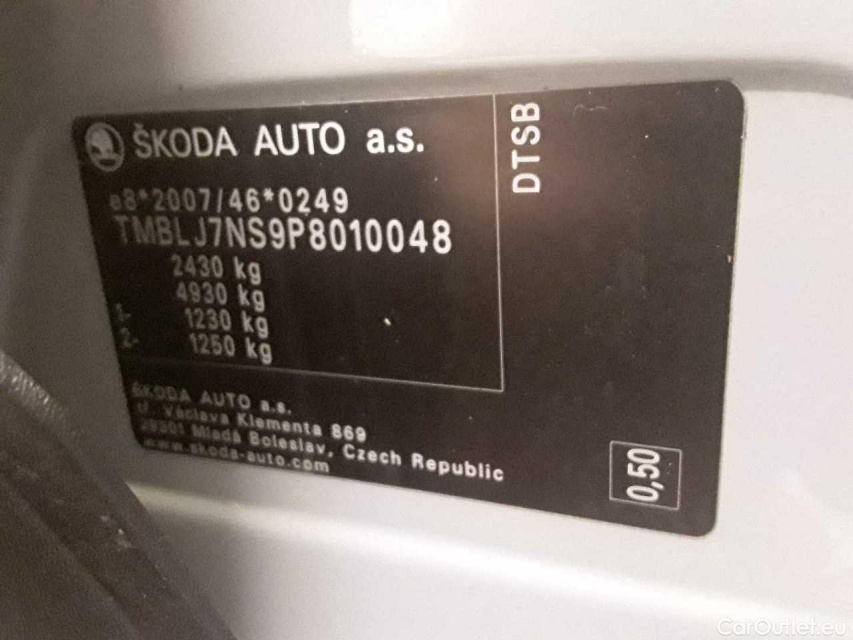 ŠKODA AUTO a.s.
DTSB
e8*2007/46*0249
TMBLJ7NS9P8010048
2430 kg
4930 kg
1- 1230 kg
2- 1250 kg
ŠKODA AUTO a.s.
tř. Václava Klementa 869
29301 Mladá Boleslav, Czech Republic
www.skoda-auto.com
0,50
CarOutlet.eu